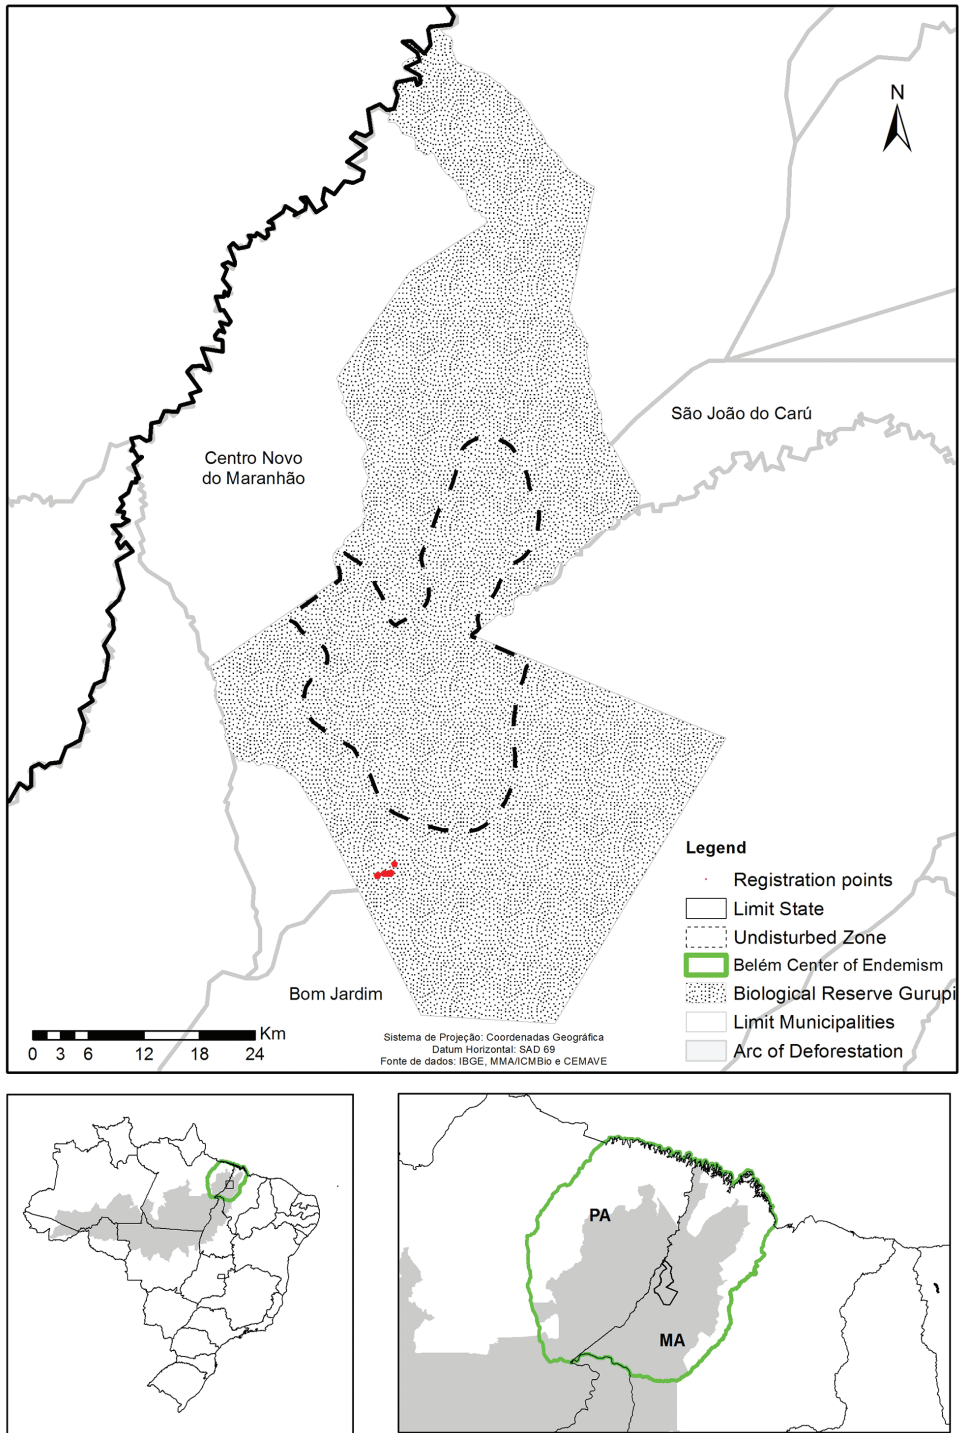 N
São João do Carú
Centro Novo
do Maranhão
Legend
Registration points
Limit State
Undisturbed Zone
Belém Center of Endemism
Biological Reserve Gurupi
Limit Municipalities
Arc of Deforestation
Bom Jardim
Km
0 3 6 12 18 24
Sistema de Projeção: Coordenadas Geográfica
Datum Horizontal: SAD 69
Fonte de dados: IBGE, MMA/ICMBio e CEMAVE
PA
MA